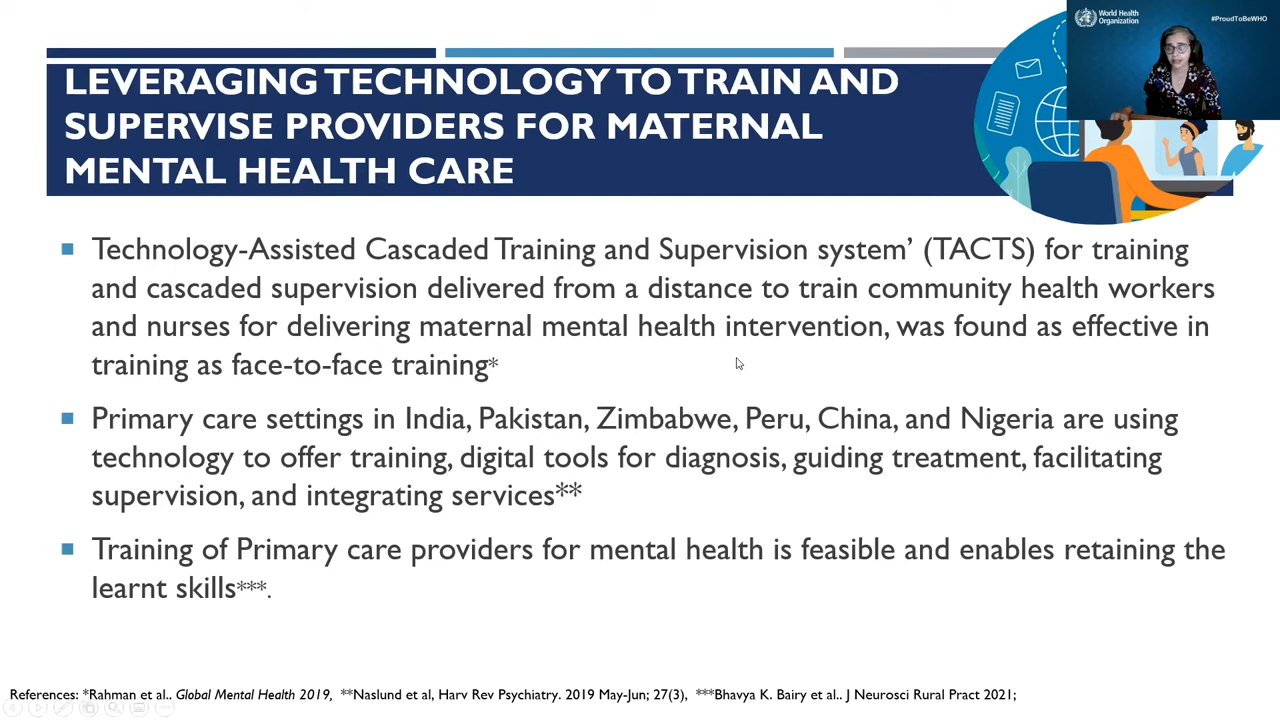 World Health
Organization
#ProudToBeWHO
LEVERAGING TECHNOLOGY TO TRAIN AND
SUPERVISE PROVIDERS FOR MATERNAL
MENTAL HEALTH CARE
Technology-Assisted Cascaded Training and Supervision system’ (TACTS) for training
and cascaded supervision delivered from a distance to train community health workers
and nurses for delivering maternal mental health intervention, was found as effective in
training as face-to-face training*
Primary care settings in India, Pakistan, Zimbabwe, Peru, China, and Nigeria are using
technology to offer training, digital tools for diagnosis, guiding treatment, facilitating
supervision, and integrating services**
Training of Primary care providers for mental health is feasible and enables retaining the
learnt skills***.
References: *Rahman et al.. Global Mental Health 2019, **Naslund et al, Harv Rev Psychiatry. 2019 May-Jun; 27(3), ***Bhavya K. Bairy et al.. J Neurosci Rural Pract 2021;